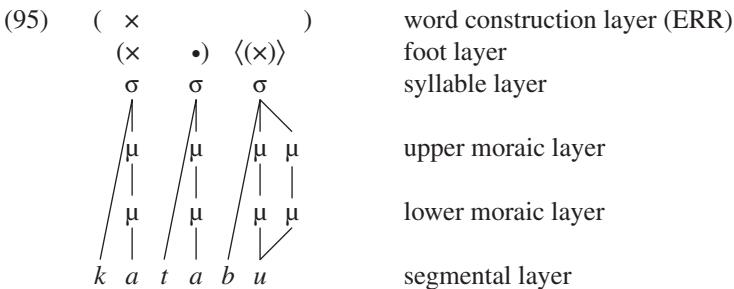 (95) ( × ) word construction layer (ERR)
(× •) ⟨(×)⟩ foot layer
σ σ σ syllable layer
μ μ μ μ upper moraic layer
μ μ μ μ lower moraic layer
k a t a b u segmental layer